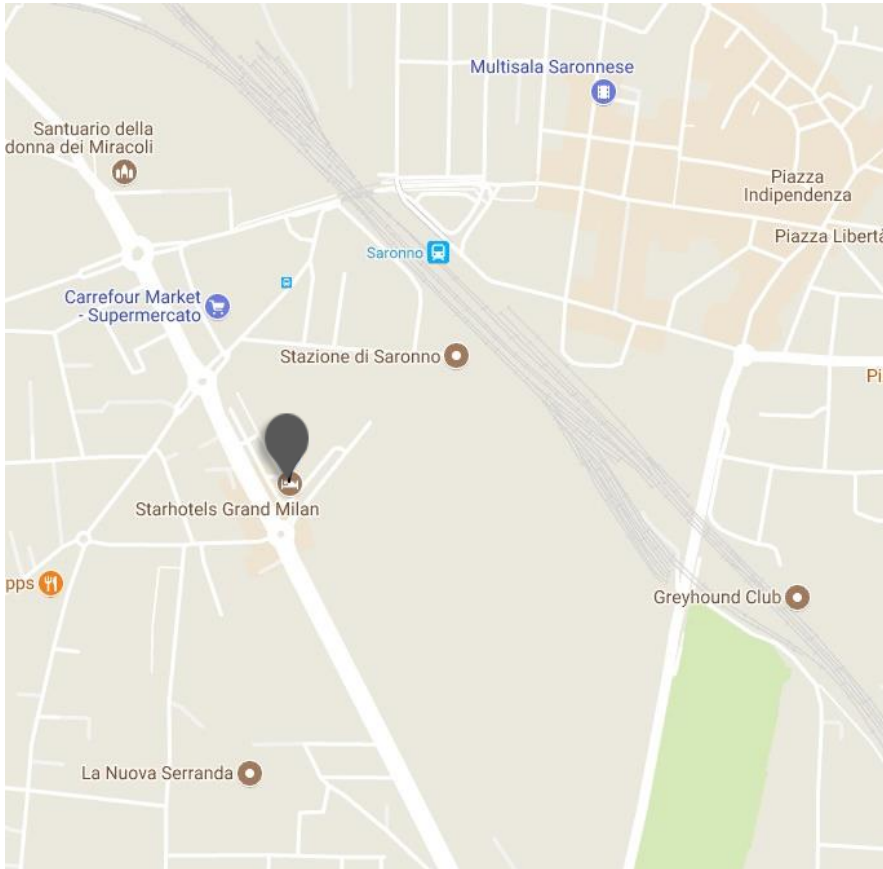 Multisala Saronnese
Santuario della
donna dei Miracoli
Piazza
Indipendenza
Piazza Libertà
Saronno
Carrefour Market
- Supermercato
Stazione di Saronno
Pi
Starhotels Grand Milan
pps
Greyhound Club
La Nuova Serranda